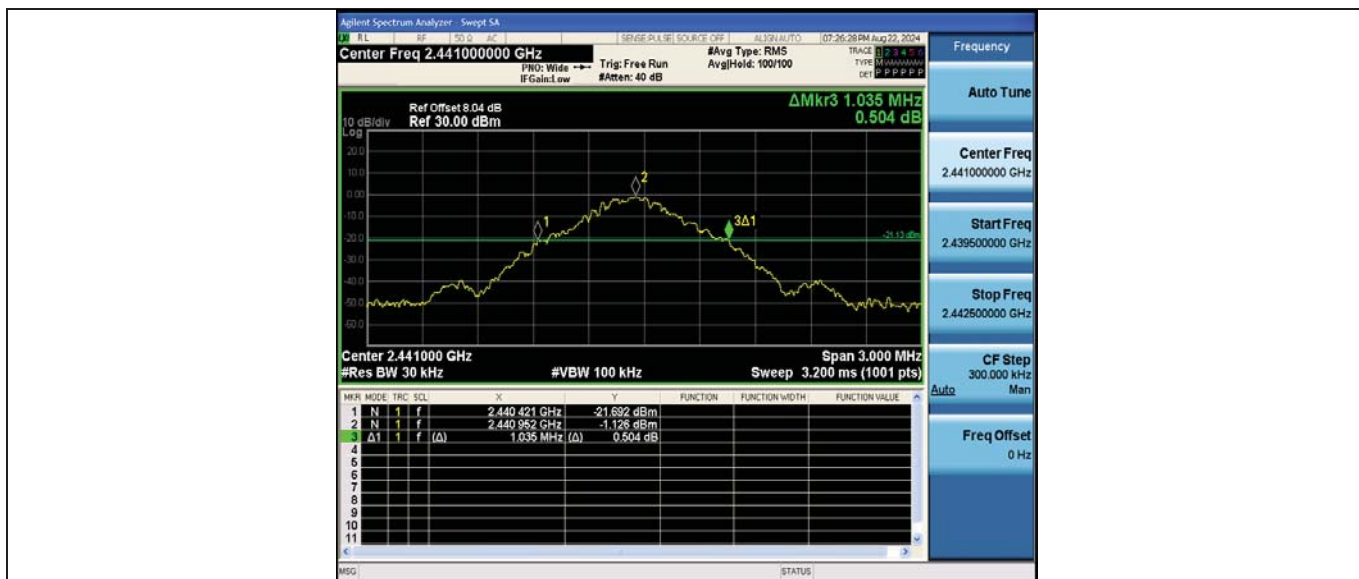 Agilent Spectrum Analyzer - Swept SA
RL RF 50 Ω AC SENSE:PULSE SOURCE OFF ALIGN AUTO 07:26:28 PM Aug 22, 2024
Center Freq 2.441000000 GHz
PNO: Wide
IFGain:Low
Trig: Free Run
#Atten: 40 dB
#Avg Type: RMS
Avg|Hold: 100/100
TRACE 1 2 3 4 5 6
TYPE M
DET P P P P P P
Ref Offset 8.04 dB
10 dB/div Ref 30.00 dBm
Log
ΔMkr3 1.035 MHz
0.504 dB
20.0
10.0
0.00
-10.0
-20.0
-30.0
-40.0
-50.0
-60.0
1
2
3Δ1
-21.13 dBm
Center 2.441000 GHz Span 3.000 MHz
#Res BW 30 kHz #VBW 100 kHz Sweep 3.200 ms (1001 pts)
MKR MODE TRC SCL X Y FUNCTION FUNCTION WIDTH FUNCTION VALUE
1 N 1 f 2.440 421 GHz -21.692 dBm
2 N 1 f 2.440 952 GHz -1.126 dBm
3 Δ1 1 f (Δ) 1.035 MHz (Δ) 0.504 dB
4
5
6
7
8
9
10
11
MSG STATUS
Frequency
Auto Tune
Center Freq
2.441000000 GHz
Start Freq
2.439500000 GHz
Stop Freq
2.442500000 GHz
CF Step
300.000 kHz
Auto Man
Freq Offset
0 Hz